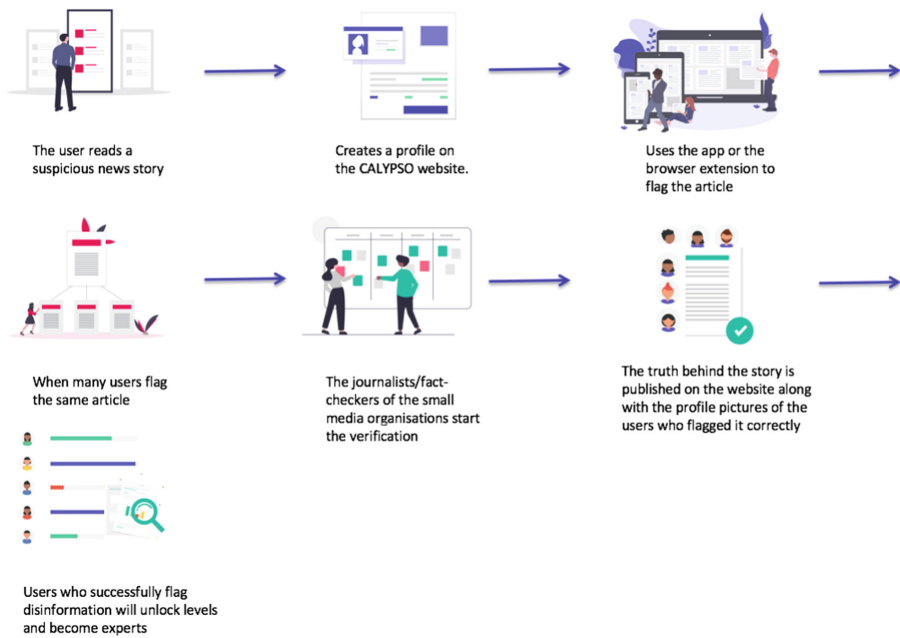 The user reads a
suspicious news story
Creates a profile on
the CALYPSO website.
Uses the app or the
browser extension to
flag the article
When many users flag
the same article
The journalists/fact-
checkers of the small
media organisations start
the verification
The truth behind the story is
published on the website along
with the profile pictures of the
users who flagged it correctly
Users who successfully flag
disinformation will unlock levels
and become experts